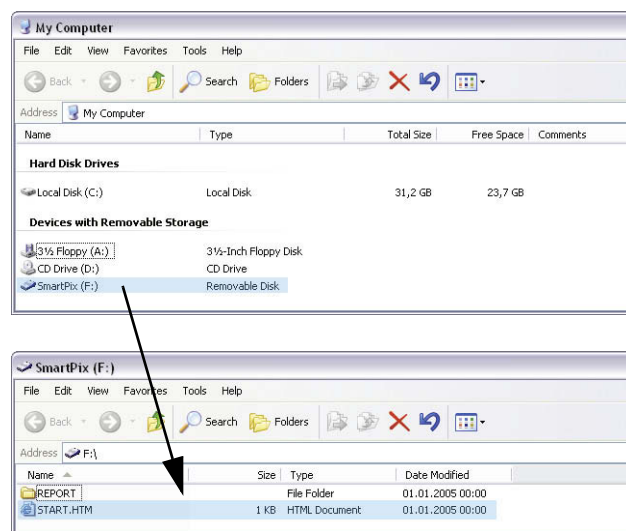 My Computer
File Edit View Favorites Tools Help
Back Search Folders
Address My Computer
Name Type Total Size Free Space Comments
Hard Disk Drives
Local Disk (C:) Local Disk 31,2 GB 23,7 GB
Devices with Removable Storage
3½ Floppy (A:) 3½-Inch Floppy Disk
CD Drive (D:) CD Drive
SmartPix (F:) Removable Disk
SmartPix (F:)
File Edit View Favorites Tools Help
Back Search Folders
Address F:\
Name Size Type Date Modified
REPORT File Folder 01.01.2005 00:00
START.HTM 1 KB HTML Document 01.01.2005 00:00